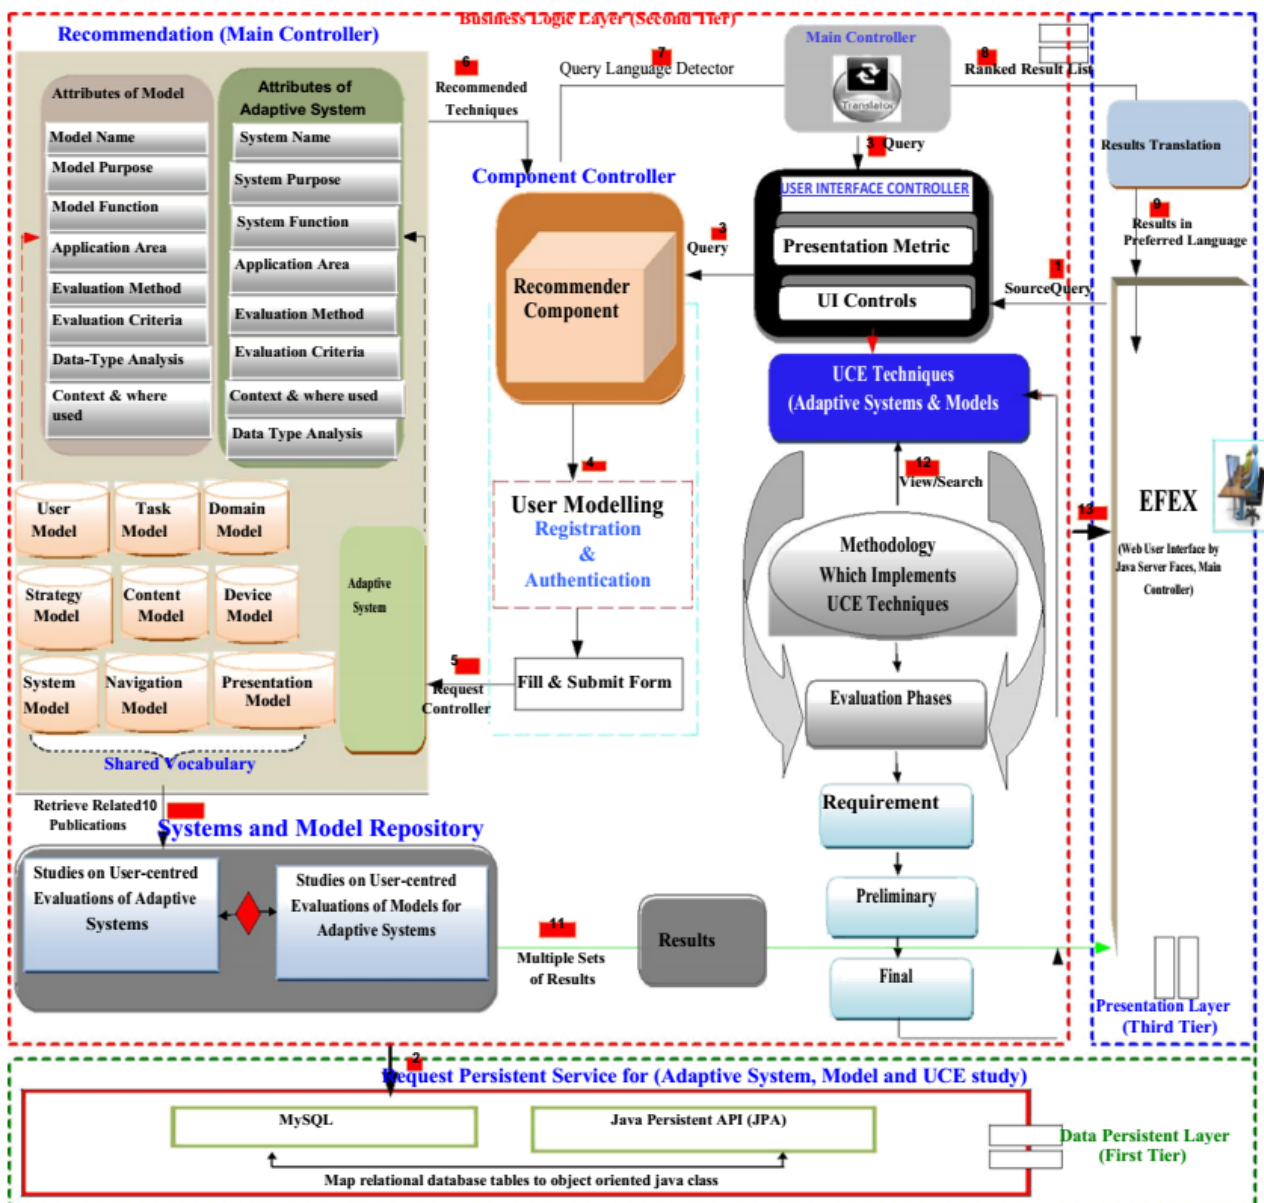 Business Logic Layer (Second Tier)
Recommendation (Main Controller)
Attributes of Model
Model Name
Model Purpose
Model Function
Application Area
Evaluation Method
Evaluation Criteria
Data-Type Analysis
Context & where
used
Attributes of
Adaptive System
System Name
System Purpose
System Function
Application Area
Evaluation Method
Evaluation Criteria
Context & where used
Data Type Analysis
User
Model
Task
Model
Domain
Model
Strategy
Model
Content
Model
Device
Model
System
Model
Navigation
Model
Presentation
Model
Shared Vocabulary
Adaptive
System
6
Recommended
Techniques
7
Query Language Detector
Main Controller
Translator
8
Ranked Result List
Results Translation
9
Results in
Preferred Language
3 Query
Component Controller
Recommender
Component
3
Query
USER INTERFACE CONTROLLER
Presentation Metric
UI Controls
1
SourceQuery
UCE Techniques
(Adaptive Systems & Models
12
View/Search
Methodology
Which Implements
UCE Techniques
Evaluation Phases
Requirement
Preliminary
Final
4
User Modelling
Registration
&
Authentication
Fill & Submit Form
5
Request
Controller
13
EFEX
(Web User Interface by
Java Server Faces, Main
Controller)
Retrieve Related10
Publications
Systems and Model Repository
Studies on User-centred
Evaluations of Adaptive
Systems
Studies on User-centred
Evaluations of Models for
Adaptive Systems
11
Multiple Sets
of Results
Results
Presentation Layer
(Third Tier)
2
Request Persistent Service for (Adaptive System, Model and UCE study)
MySQL
Java Persistent API (JPA)
Map relational database tables to object oriented java class
Data Persistent Layer
(First Tier)